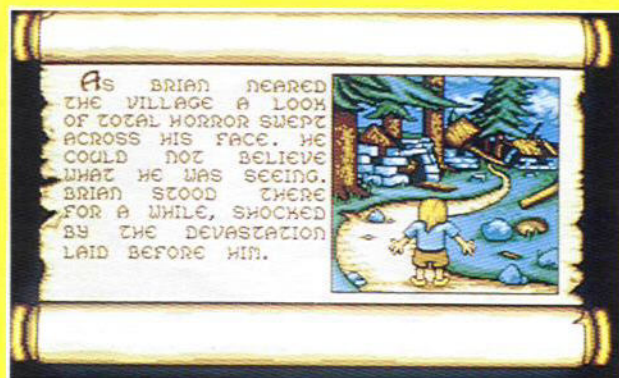 As BRIAN NEARED
THE VILLAGE A LOOK
OF TOTAL HORROR SWEPT
ACROSS HIS FACE. HE
COULD NOT BELIEVE
WHAT HE WAS SEEING.
BRIAN STOOD THERE
FOR A WHILE, SHOCKED
BY THE DEVASTATION
LAID BEFORE HIM.